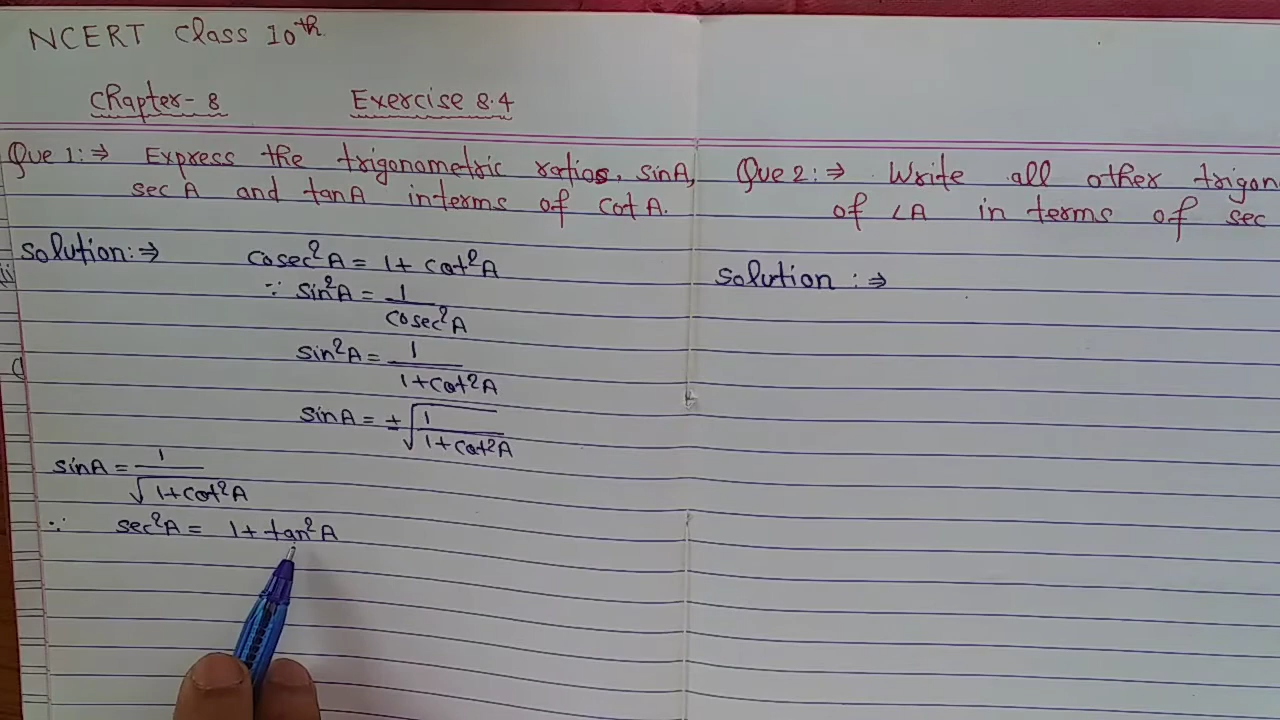 NCERT Class 10th
Chapter- 8 Exercise 8.4
Que 1:⇒ Express the trigonometric ratios, sinA,
sec A and tanA interms of cot A.
Solution:⇒ cosec²A = 1 + cot²A
∵ sin²A = 1/cosec²A
sin²A = 1/1+cot²A
sinA = ±√1/1+cot²A
sinA = 1/√1+cot²A
∵ sec²A = 1 + tan²A
Que 2:⇒ Write all other trigon
of ∠A in terms of sec
Solution :⇒